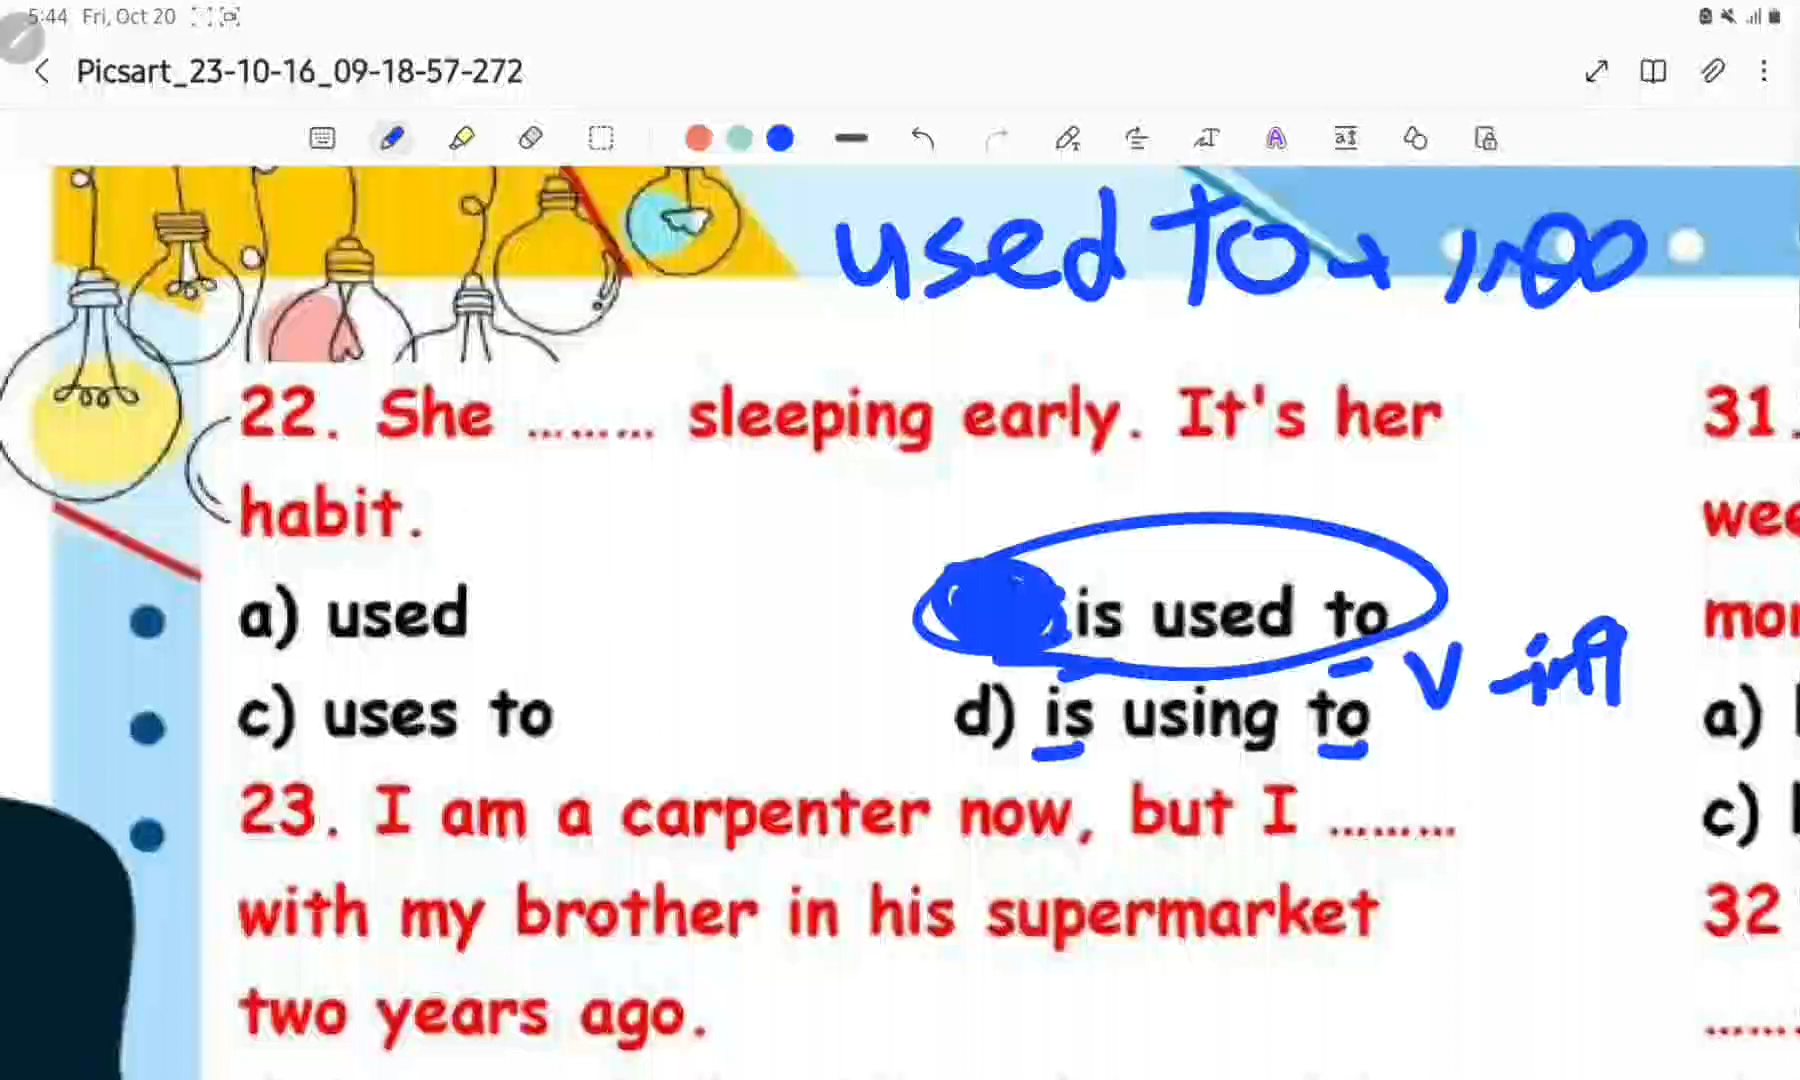 5:44 Fri, Oct 20
Picsart_23-10-16_09-18-57-272
used to +
22. She ........ sleeping early. It's her
habit.
a) used
is used to
V-ing
c) uses to
d) is using to
23. I am a carpenter now, but I ........
with my brother in his supermarket
two years ago.
31.
a)
c)
32